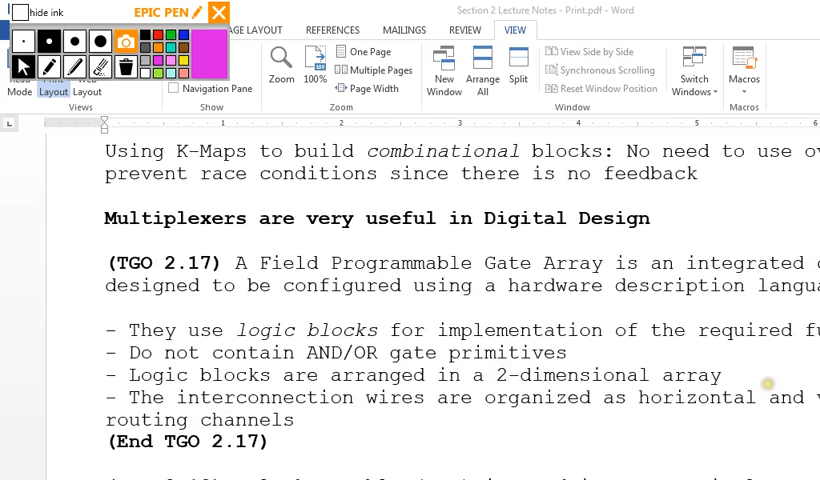 hide ink
EPIC PEN
Section 2 Lecture Notes - Print.pdf - Word
AGE LAYOUT REFERENCES MAILINGS REVIEW VIEW
Mode Layout Layout
Views
Navigation Pane
Show
Zoom
100%
One Page
Multiple Pages
Page Width
Zoom
New Window
Arrange All
Split
View Side by Side
Synchronous Scrolling
Reset Window Position
Window
Switch Windows
Macros
Macros
1 2 3 4 5 6
Using K-Maps to build combinational blocks: No need to use
prevent race conditions since there is no feedback
Multiplexers are very useful in Digital Design
(TGO 2.17) A Field Programmable Gate Array is an integrated
designed to be configured using a hardware description
- They use logic blocks for implementation of the required
- Do not contain AND/OR gate primitives
- Logic blocks are arranged in a 2-dimensional array
- The interconnection wires are organized as horizontal and
routing channels
(End TGO 2.17)